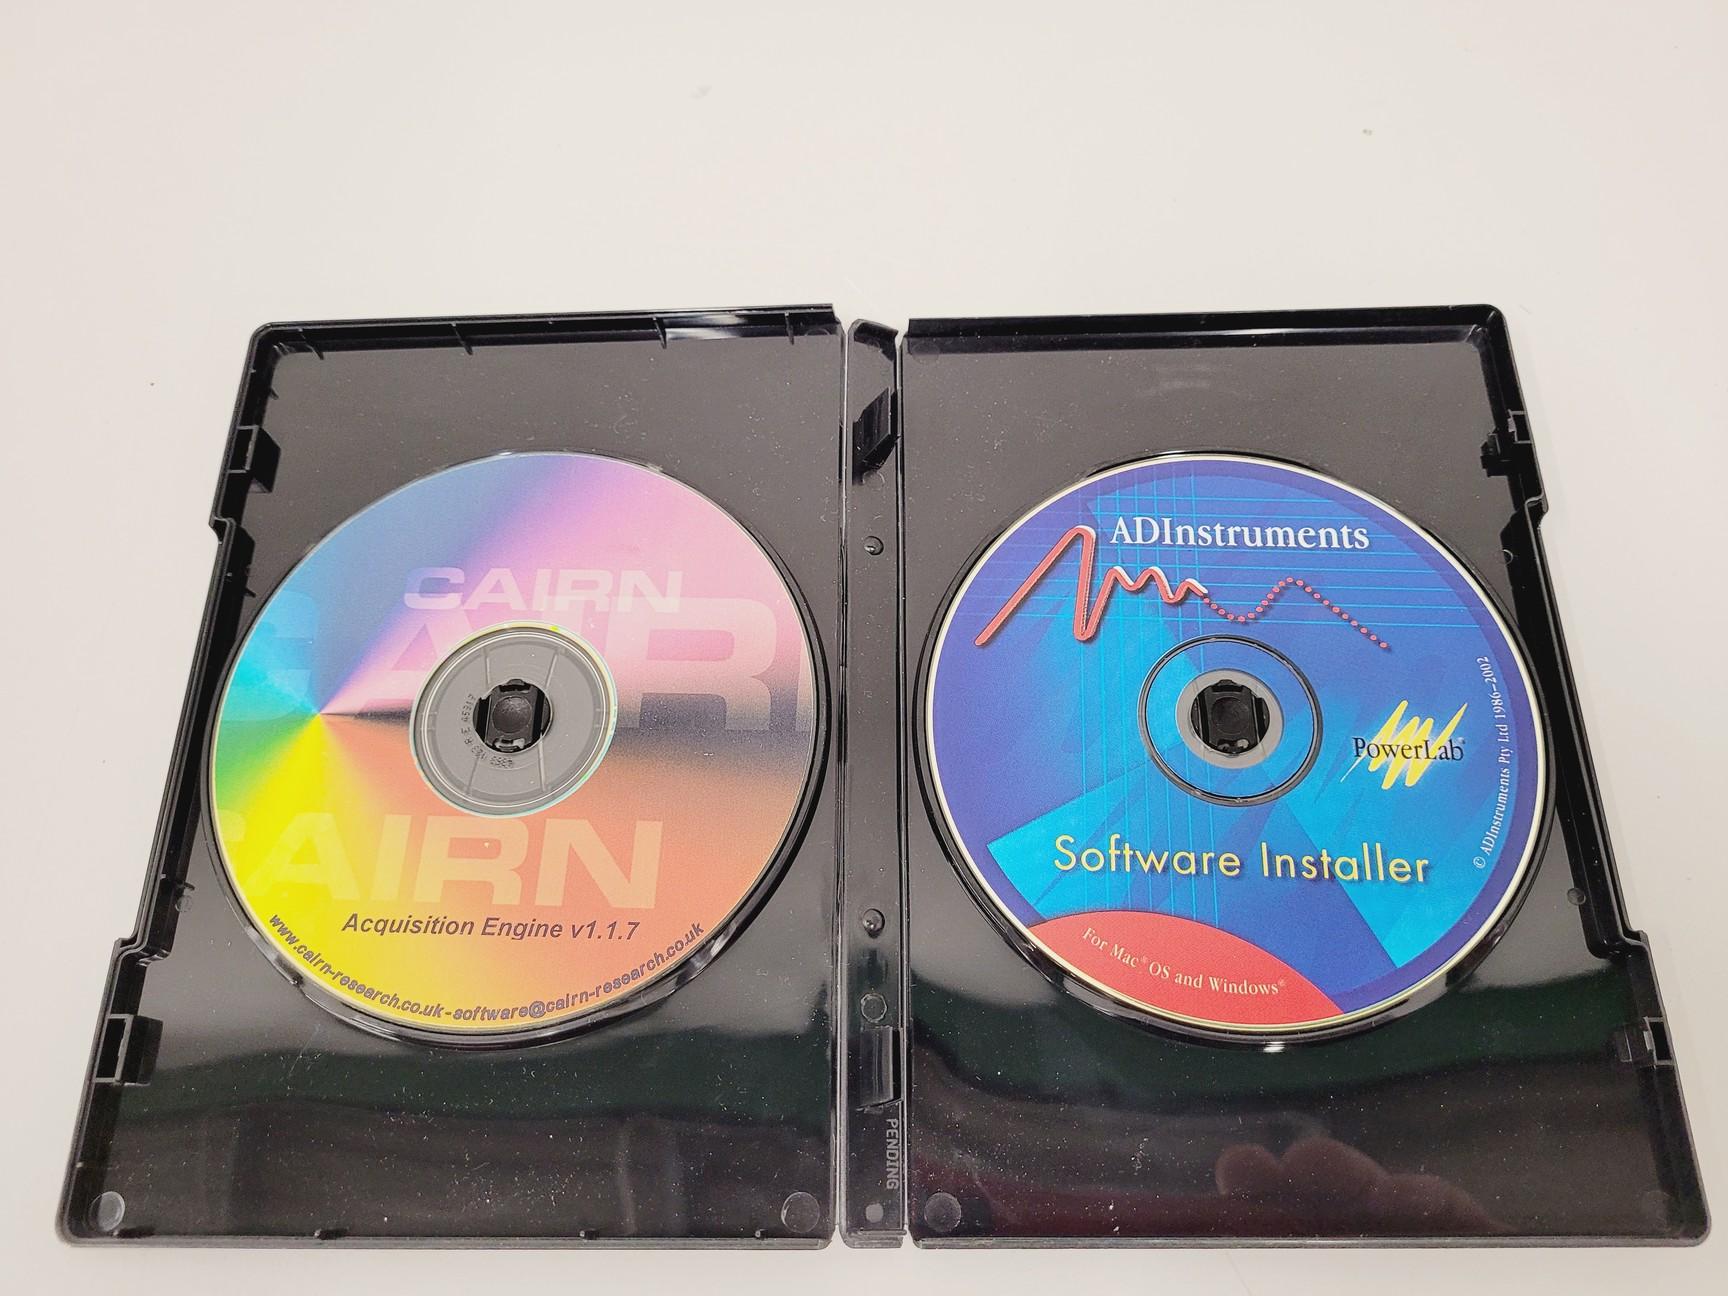 CAIRN
CAIR
CAIRN
Acquisition Engine v1.1.7
www.cairn-research.co.uk - software@cairn-research.co.uk
ADInstruments
PowerLab®
© ADInstruments Pty Ltd 1986-2002
Software Installer
For Mac® OS and Windows®
PENDING